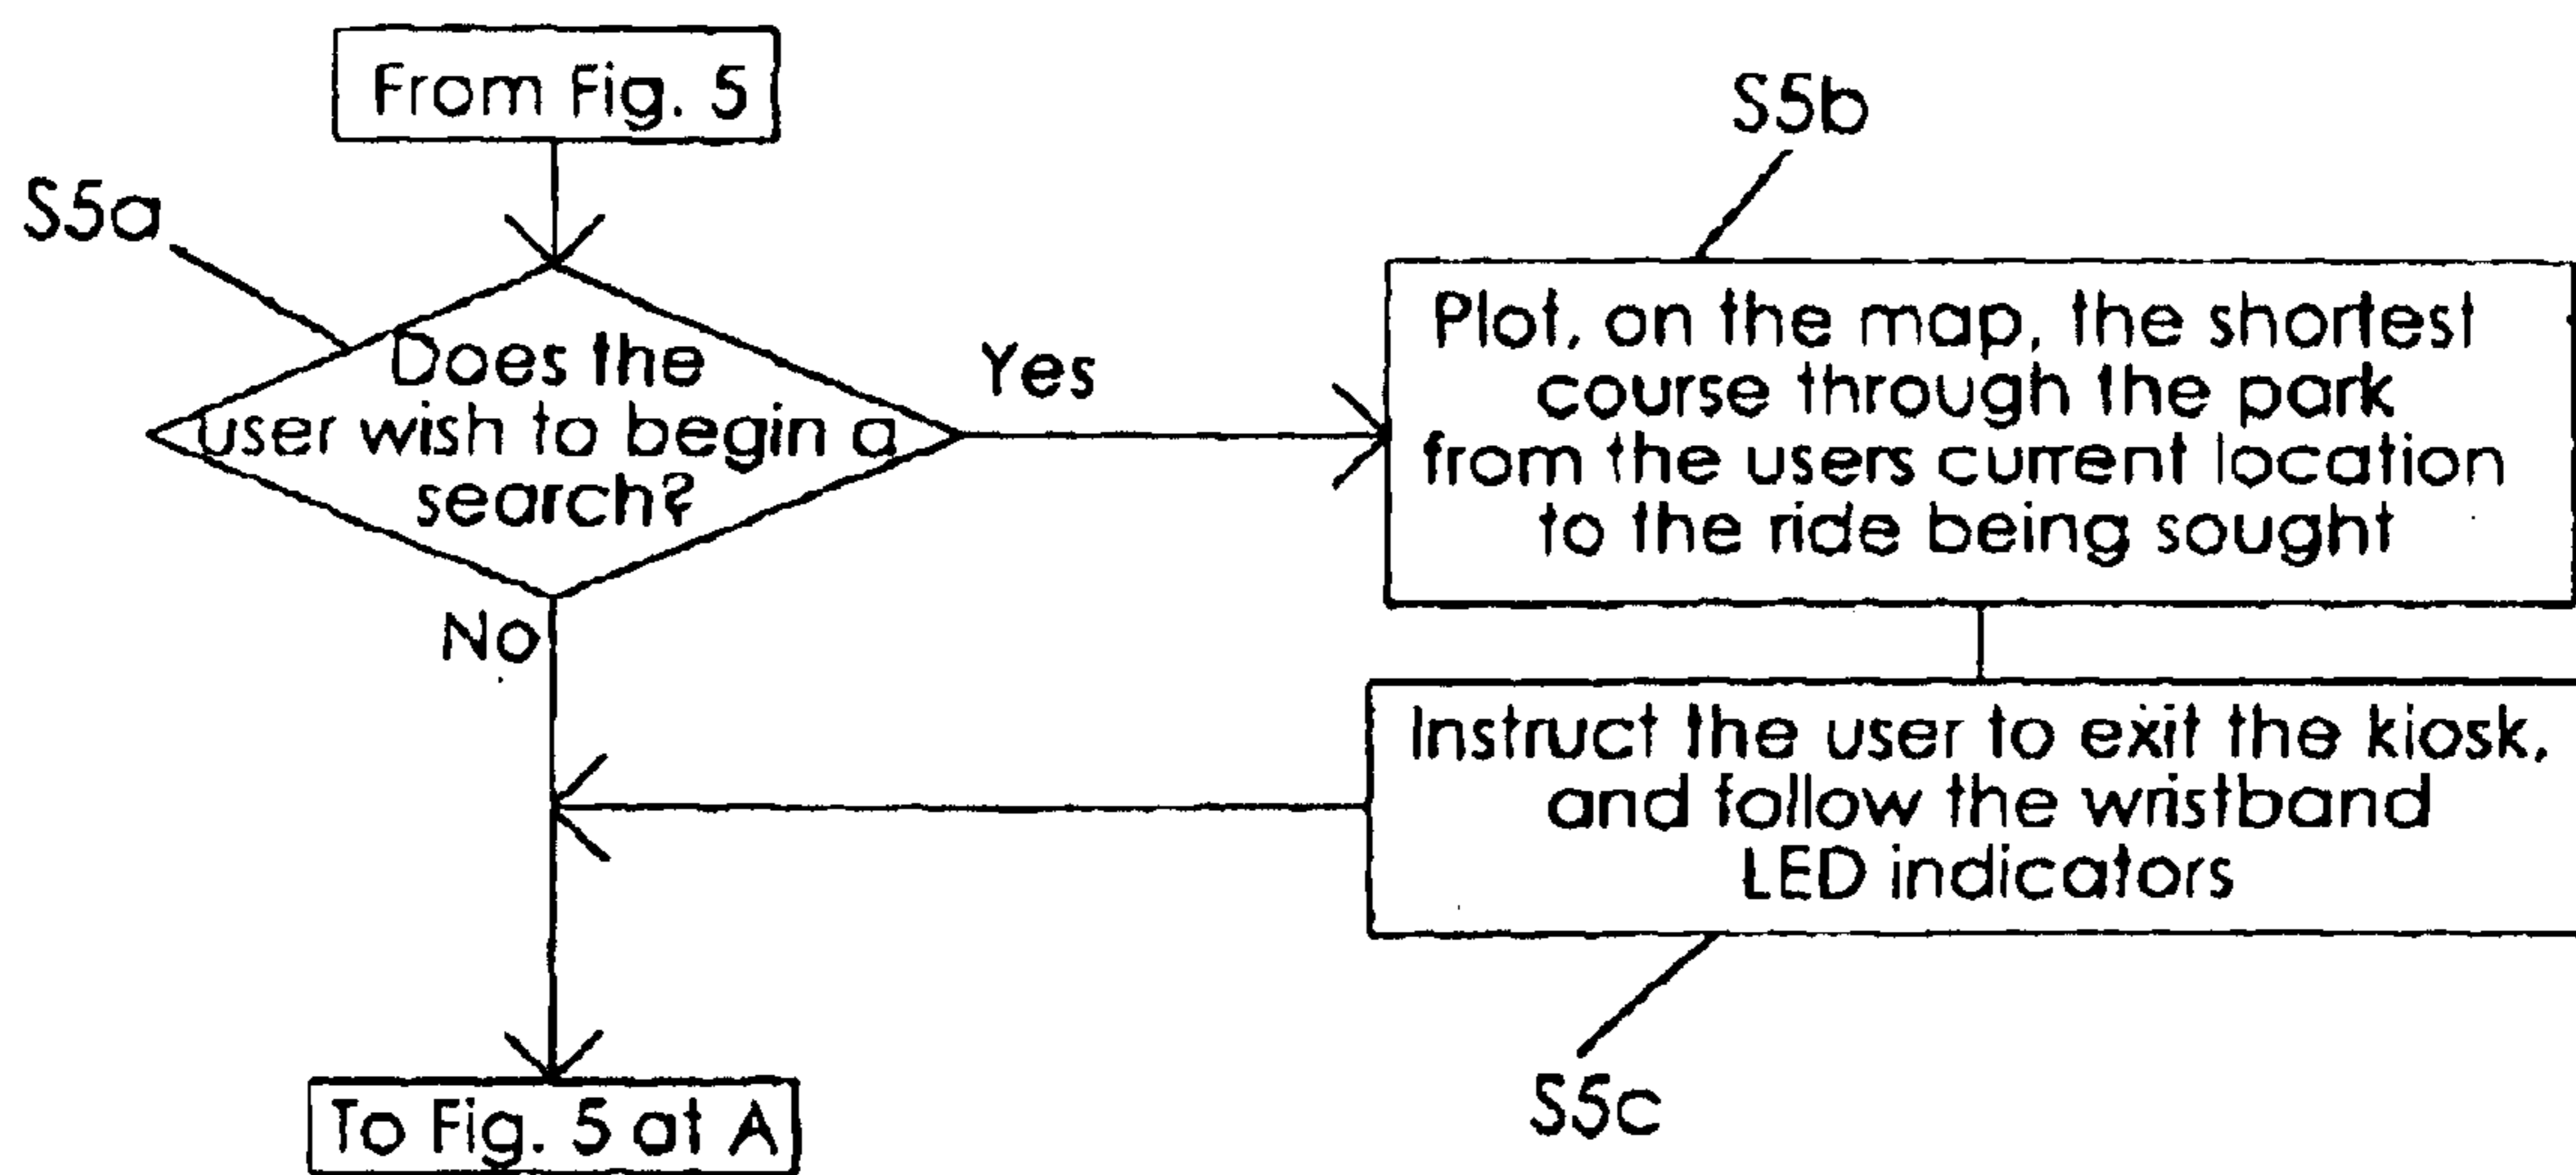 From Fig. 5
S5a
Does the
user wish to begin a
search?
Yes
No
S5b
Plot, on the map, the shortest
course through the park
from the users current location
to the ride being sought
Instruct the user to exit the kiosk,
and follow the wristband
LED indicators
S5c
To Fig. 5 at A